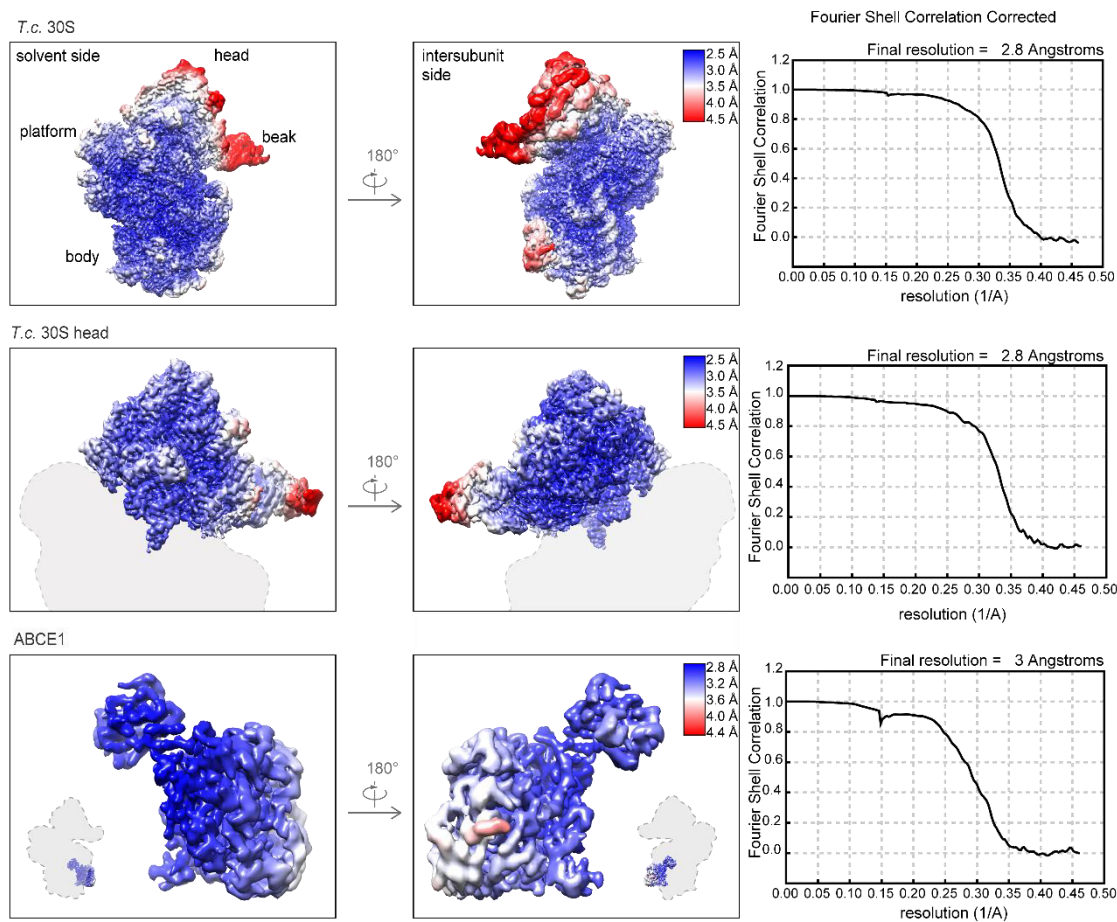 T.c. 30S
solvent side
head
platform
beak
body
180°
intersubunit
side
2.5 Å
3.0 Å
3.5 Å
4.0 Å
4.5 Å
Fourier Shell Correlation Corrected
Final resolution = 2.8 Angstroms
Fourier Shell Correlation
1.2
1.0
0.8
0.6
0.4
0.2
0.0
0.00 0.05 0.10 0.15 0.20 0.25 0.30 0.35 0.40 0.45 0.50
resolution (1/A)
T.c. 30S head
180°
2.5 Å
3.0 Å
3.5 Å
4.0 Å
4.5 Å
Final resolution = 2.8 Angstroms
Fourier Shell Correlation
1.2
1.0
0.8
0.6
0.4
0.2
0.0
0.00 0.05 0.10 0.15 0.20 0.25 0.30 0.35 0.40 0.45 0.50
resolution (1/A)
ABCE1
180°
2.8 Å
3.2 Å
3.6 Å
4.4 Å
4.4 Å
Final resolution = 3 Angstroms
Fourier Shell Correlation
1.2
1.0
0.8
0.6
0.4
0.2
0.0
0.00 0.05 0.10 0.15 0.20 0.25 0.30 0.35 0.40 0.45 0.50
resolution (1/A)